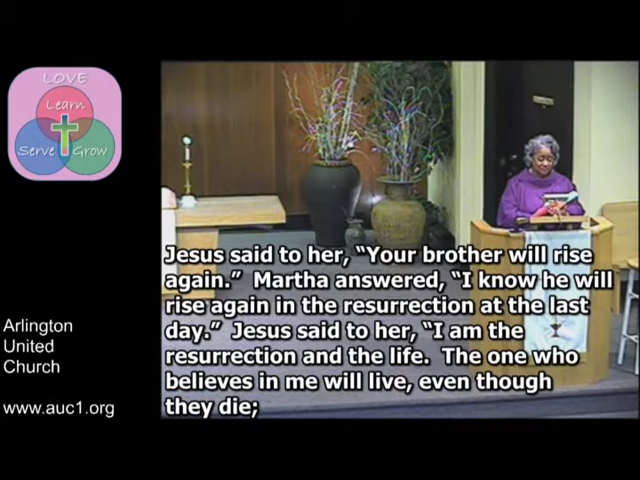 LOVE
Learn
Serve
Grow
Arlington
United
Church
www.auc1.org
Jesus said to her, “Your brother will rise
again.”  Martha answered, “I know he will
rise again in the resurrection at the last
day.”  Jesus said to her, “I am the
resurrection and the life.  The one who
believes in me will live, even though
they die;